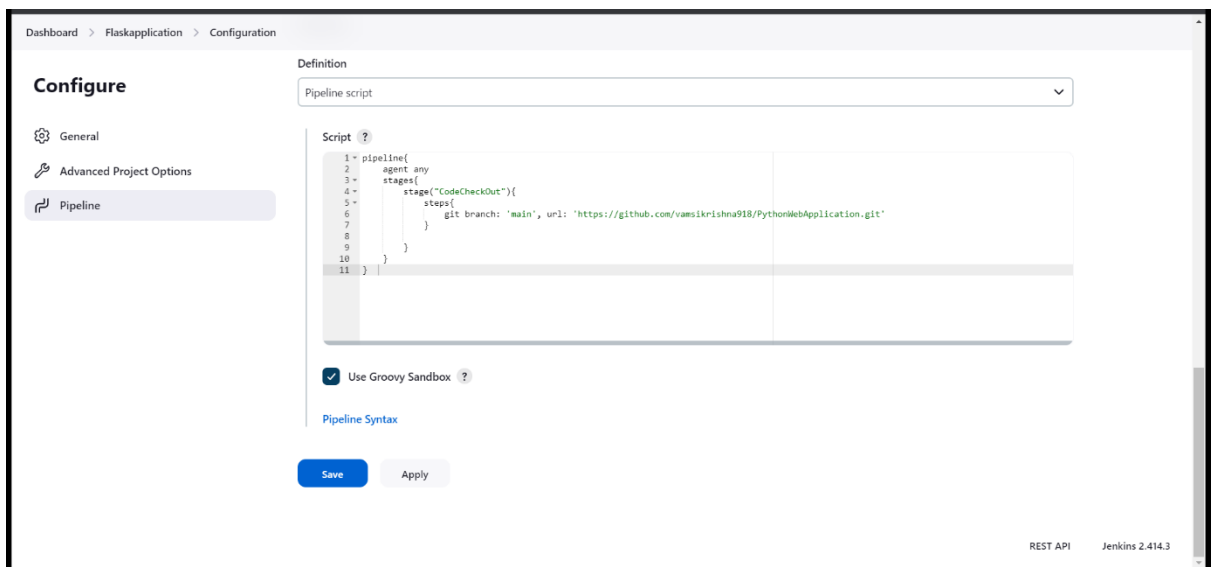 Dashboard > Flaskapplication > Configuration
Configure
General
Advanced Project Options
Pipeline
Definition
Pipeline script
Script ?
1 pipeline{
2     agent any
3     stages{
4         stage("CodeCheckOut"){
5             steps{
6                 git branch: 'main', url: 'https://github.com/vamsikrishna918/PythonWebApplication.git'
7             }
8
9         }
10     }
11 }
Use Groovy Sandbox ?
Pipeline Syntax
Save Apply
REST API Jenkins 2.414.3